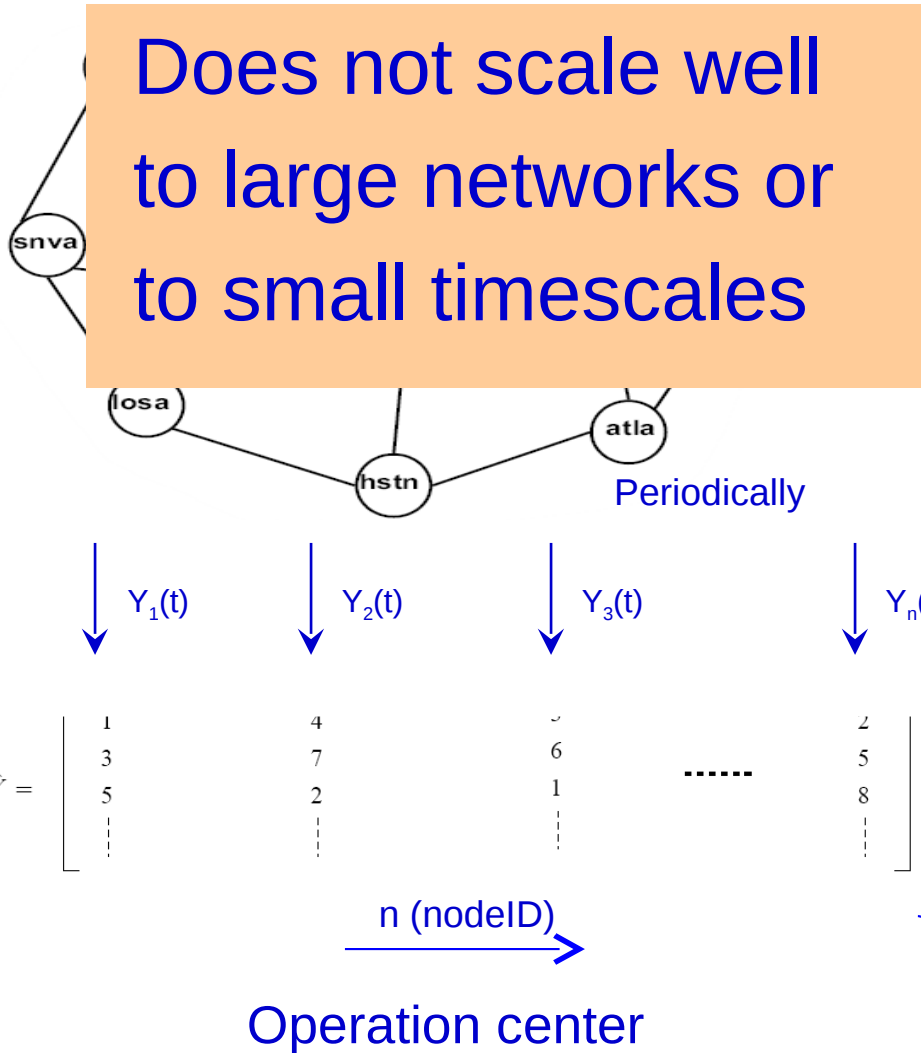 Does not scale well
to large networks or
to small timescales
snva
losa
atla
hstn
Periodically
Y1(t) Y2(t) Y3(t) Yn(
1 4 2
3 7 6 5
= 5 2 1 ...... 8
n (nodeID)
Operation center